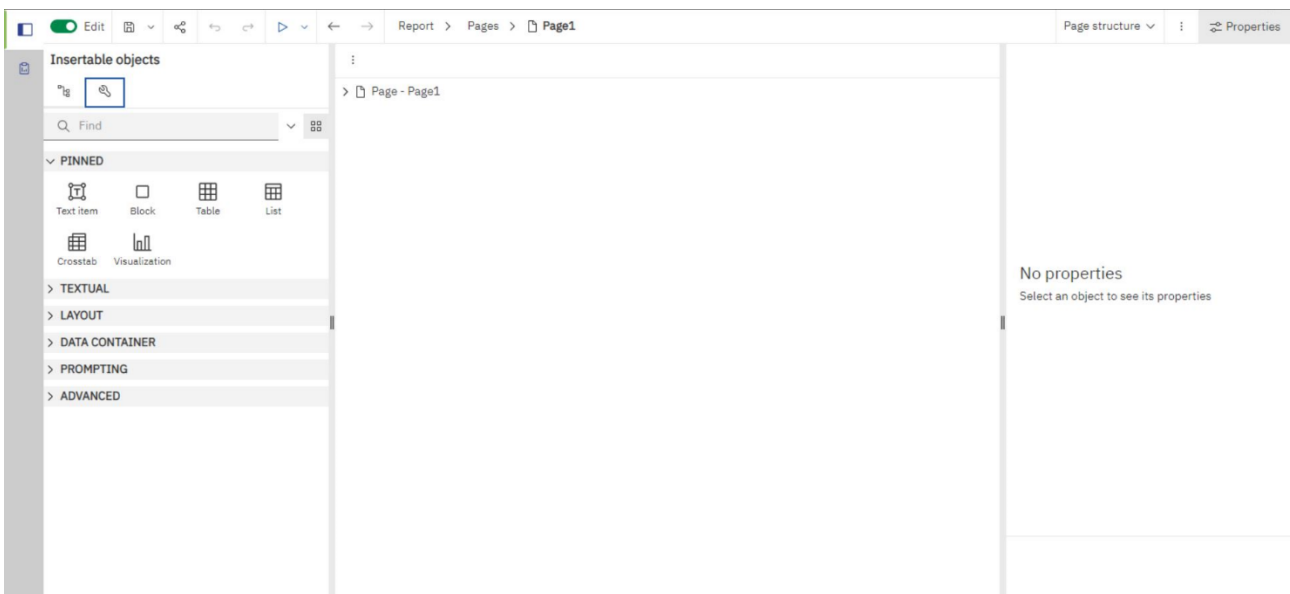 Edit
Report > Pages > Page1
Page structure
Properties
Insertable objects
Find
PINNED
Text item
Block
Table
List
Crosstab
Visualization
TEXTUAL
LAYOUT
DATA CONTAINER
PROMPTING
ADVANCED
Page - Page1
No properties
Select an object to see its properties